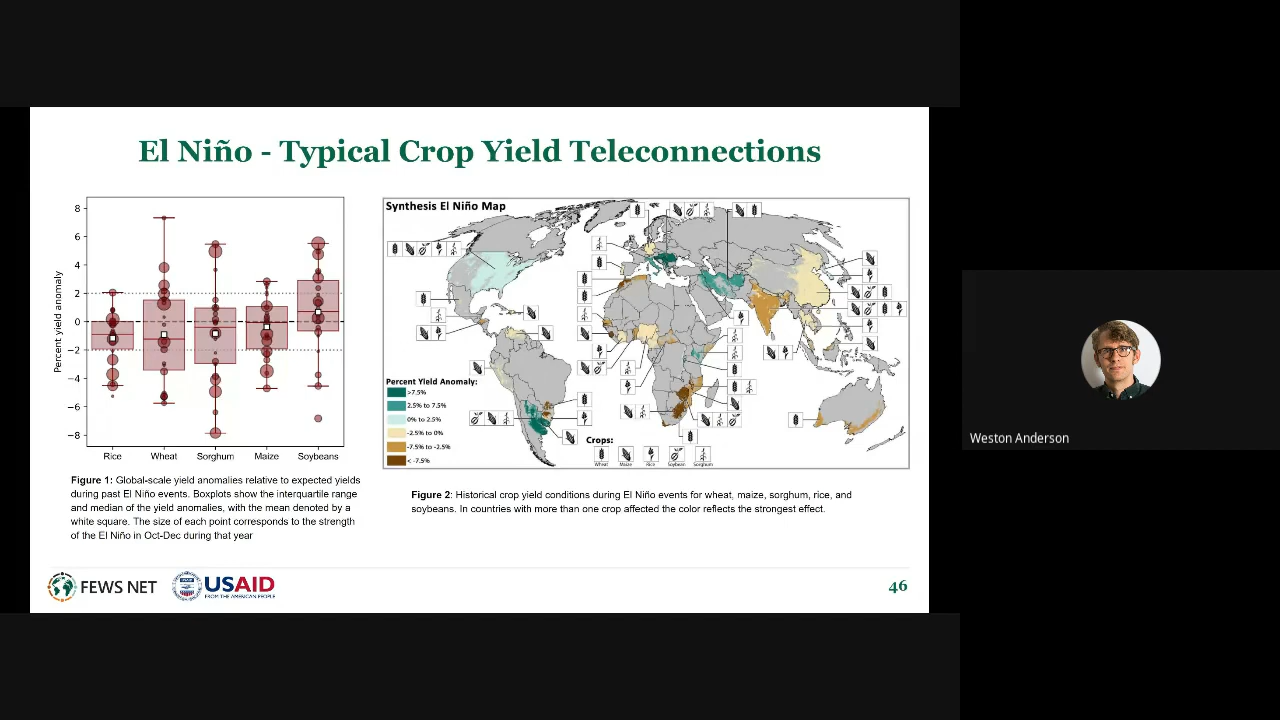 El Niño - Typical Crop Yield Teleconnections
8
6
4
2
0
−2
−4
−6
−8
Percent yield anomaly
Rice
Wheat
Sorghum
Maize
Soybeans
Figure 1: Global-scale yield anomalies relative to expected yields
during past El Niño events. Boxplots show the interquartile range
and median of the yield anomalies, with the mean denoted by a
white square. The size of each point corresponds to the strength
of the El Niño in Oct-Dec during that year
Synthesis El Niño Map
Percent Yield Anomaly:
>7.5%
2.5% to 7.5%
0% to 2.5%
-2.5% to 0%
-7.5% to -2.5%
< -7.5%
Crops:
Wheat
Maize
Rice
Soybean
Sorghum
Figure 2: Historical crop yield conditions during El Niño events for wheat, maize, sorghum, rice, and
soybeans. In countries with more than one crop affected the color reflects the strongest effect.
FEWS NET
USAID
FROM THE AMERICAN PEOPLE
46
Weston Anderson